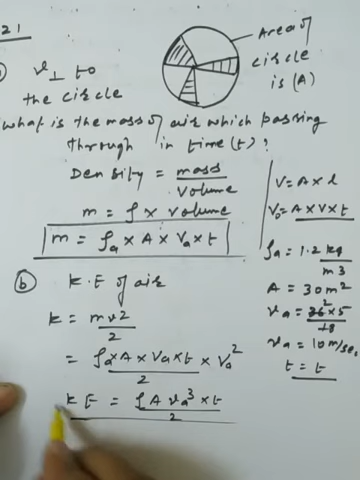 21
Area of
circle
is (A)
v⊥ to
the circle
what is the mass of air which passing
through in time (t) ?
Density = mass / Volume
m = ρ × volume
m = ρa × A × Va × t
V = A × l
V0 = A × V × t
ρa = 1.2 kg / m3
A = 30 m²
va = 36² × 5 / 18
va = 10 m/sec
t = t
(b) K.E of air
K = mv2 / 2
= ρa × A × Va × t / 2 × Va²
KE = ρ A va³ × t / 2